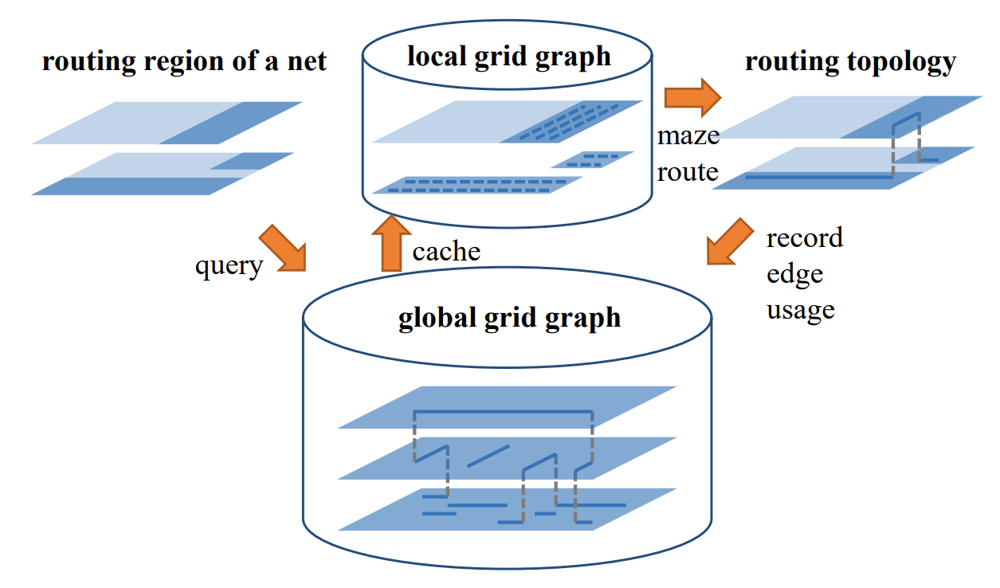 routing region of a net
local grid graph
routing topology
maze
route
query
cache
record
edge
usage
global grid graph